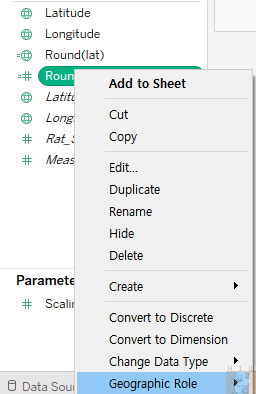 Latitude
Longitude
Round(lat)
Roun
Latitu
Long
Rat_S
Meas
Add to Sheet
Cut
Copy
Edit...
Duplicate
Rename
Hide
Delete
Create
Convert to Discrete
Convert to Dimension
Change Data Type
Geographic Role
Paramete
Scalin
Data Sour